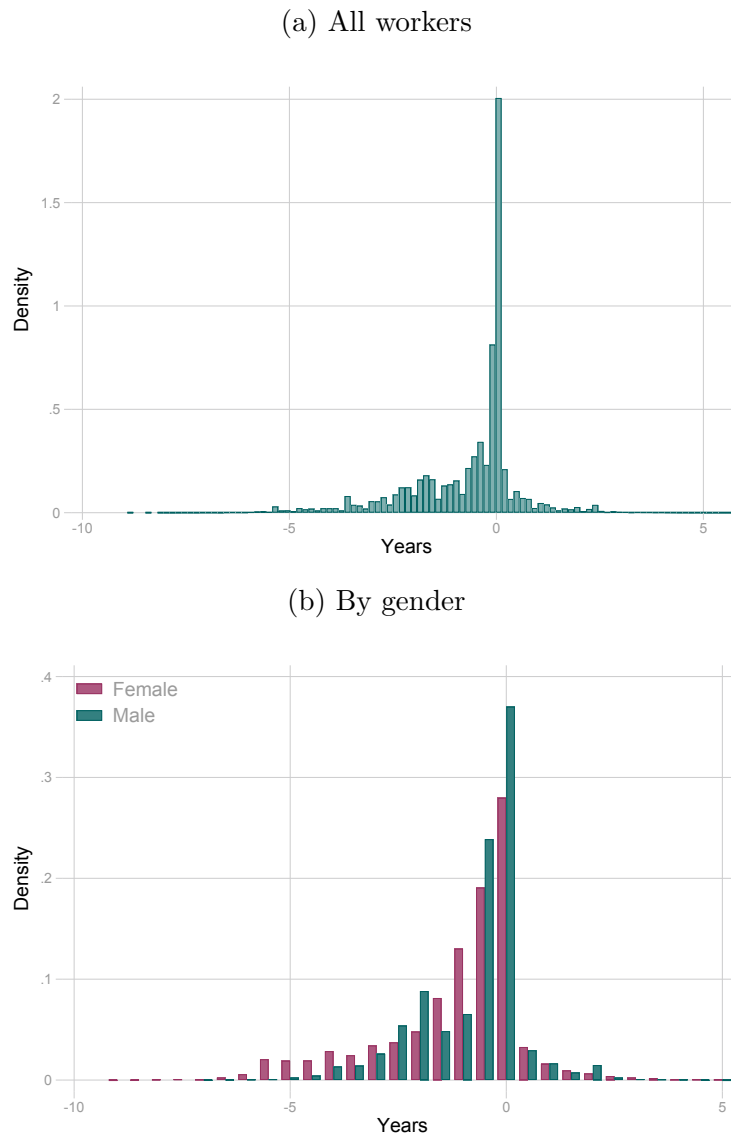 (a) All workers
2
1.5
1
.5
0
Density
-10 -5 0 5
Years
(b) By gender
.4
.3
.2
.1
0
Density
Female
Male
-10 -5 0 5
Years